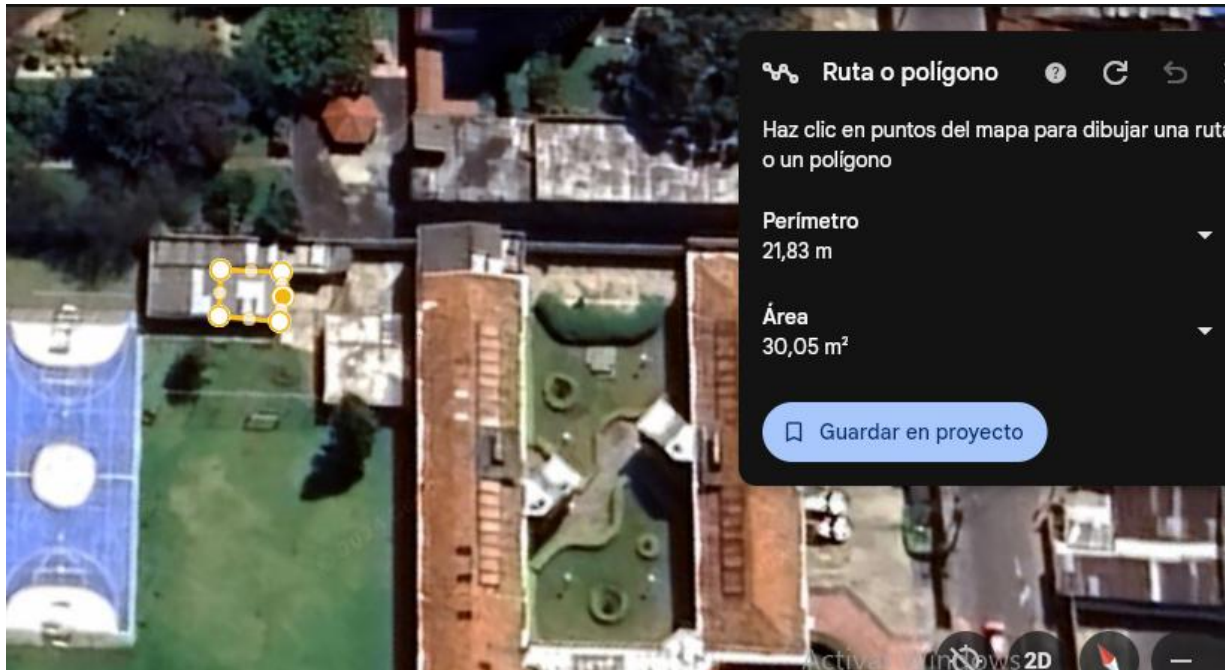 Ruta o polígono
Haz clic en puntos del mapa para dibujar una ruta
o un polígono
Perímetro
21,83 m
Área
30,05 m²
Guardar en proyecto
2D